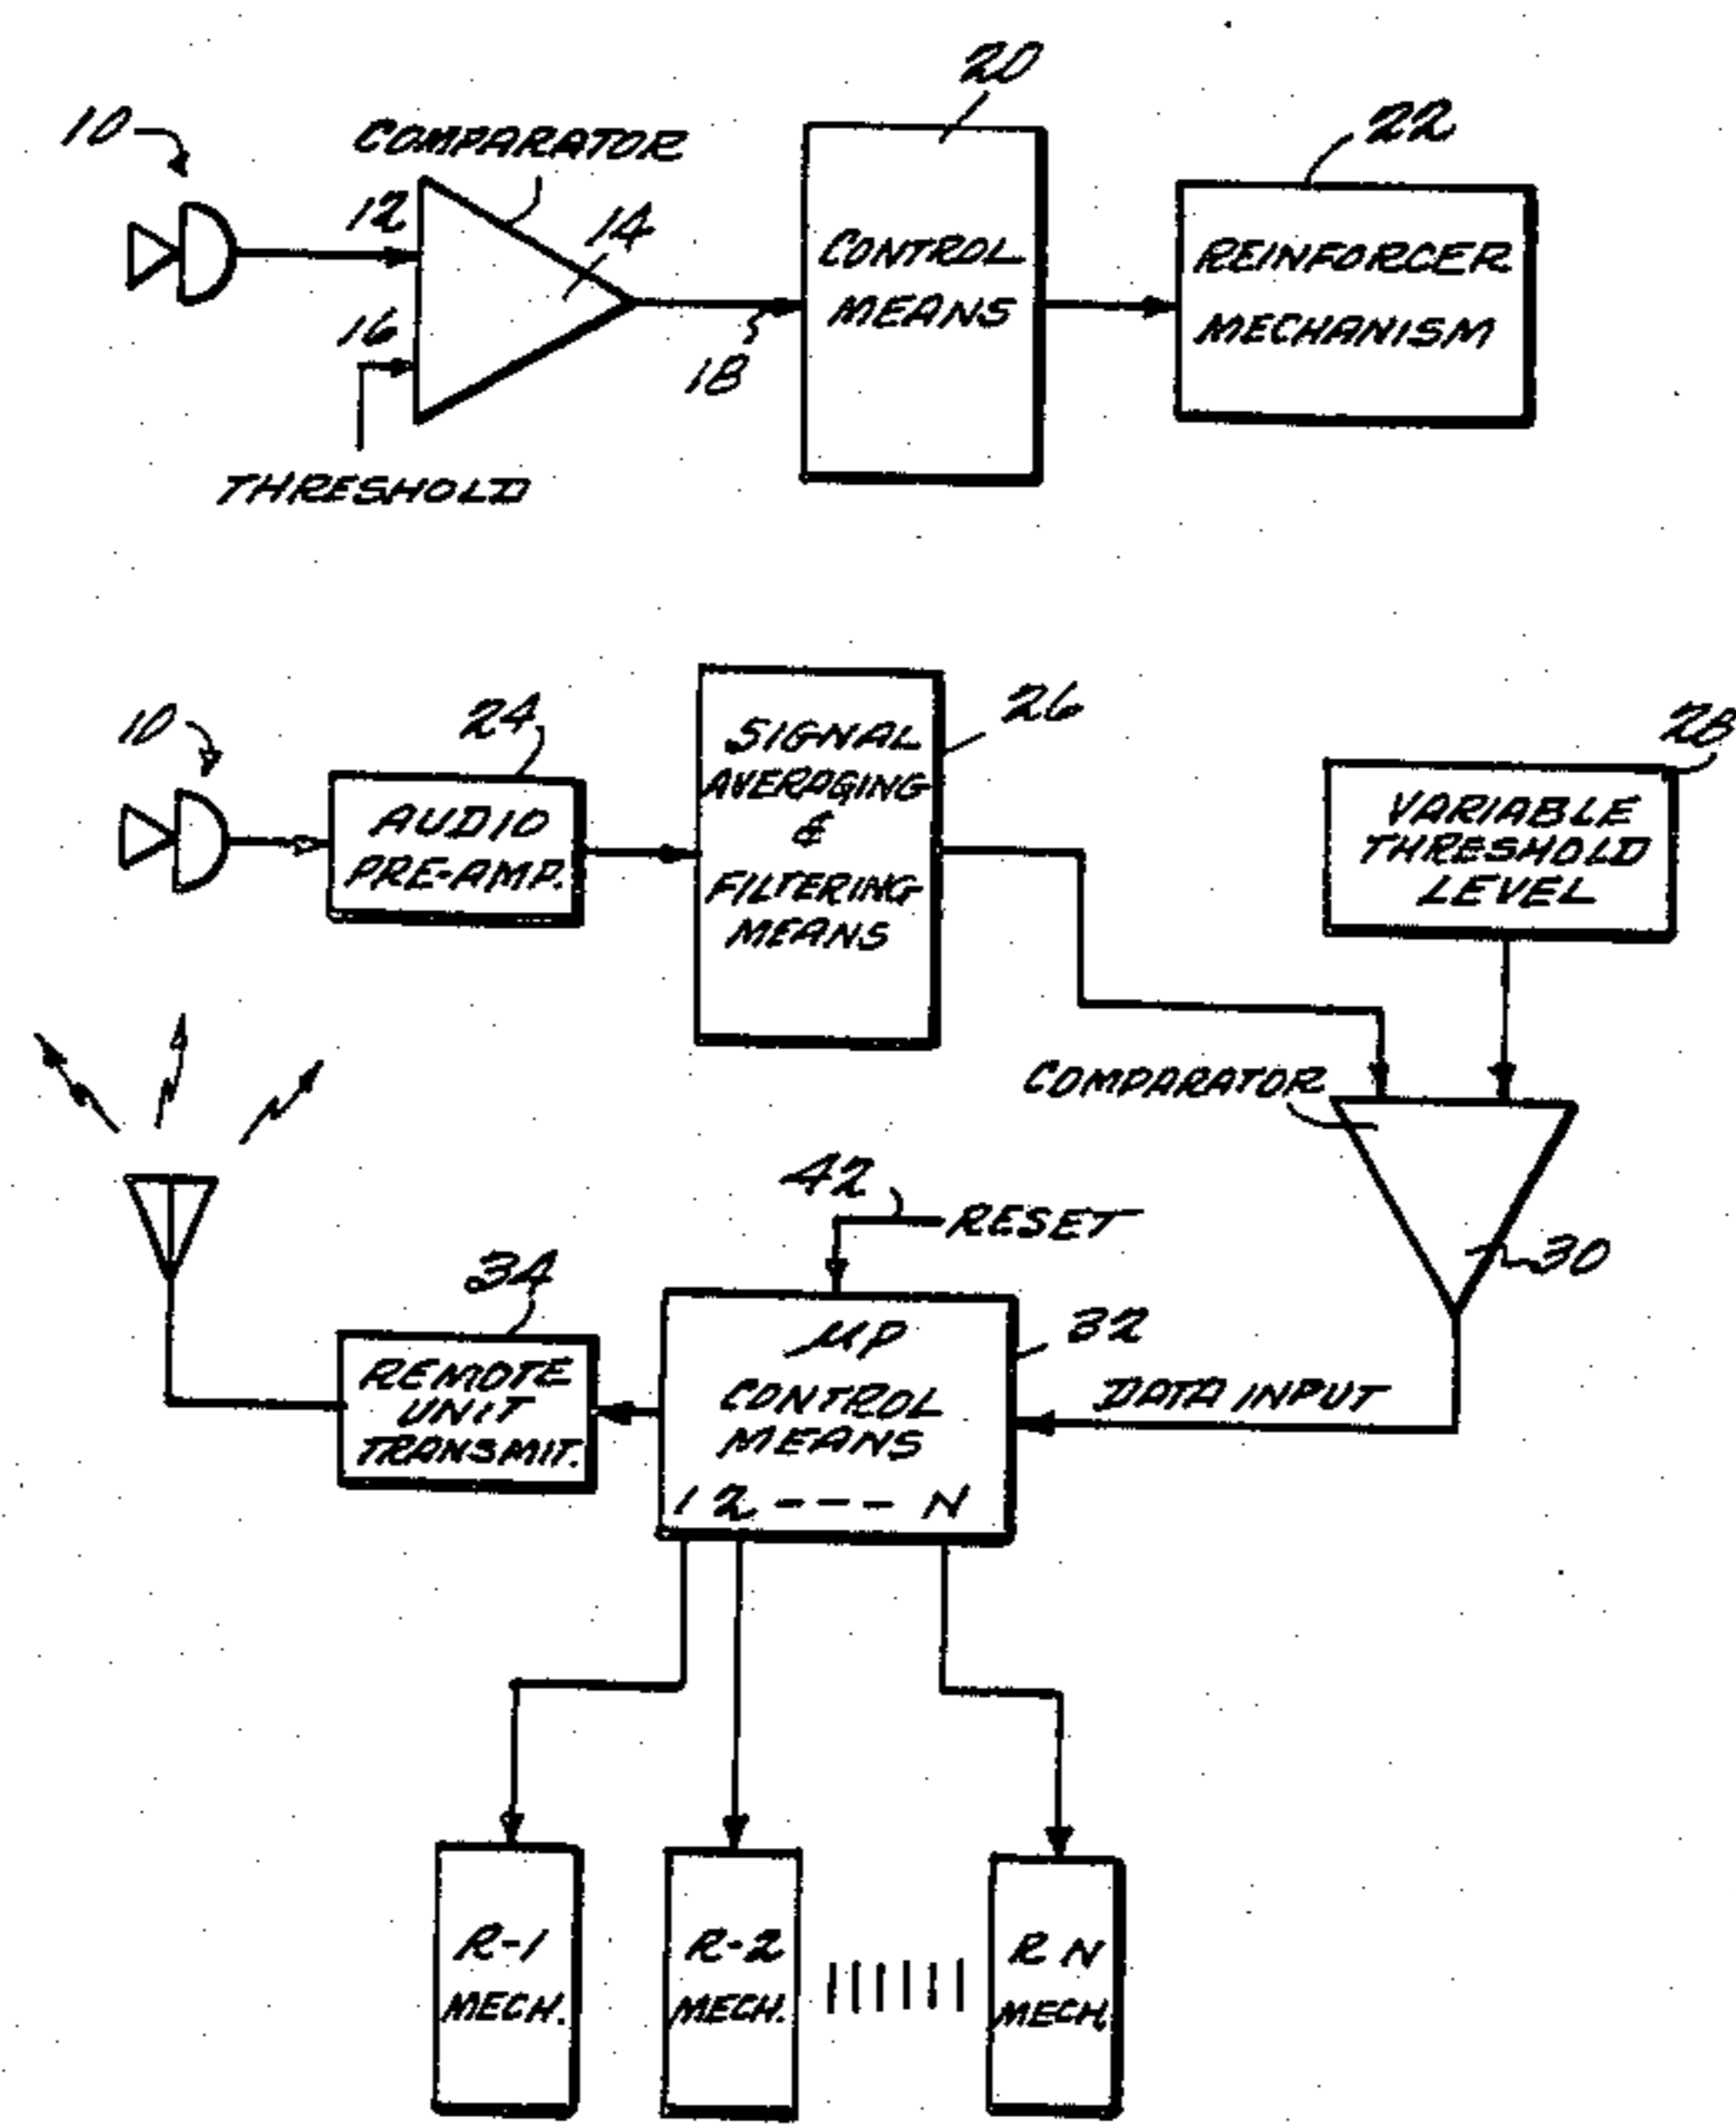 20
10
COMPARATOR
22
12
14
CONTROL
MEANS
REINFORCER
MECHANISM
16
18
THRESHOLD
10
24
26
28
SIGNAL
AVERAGING
&
FILTERING
MEANS
AUDIO
PRE-AMP.
VARIABLE
THRESHOLD
LEVEL
COMPARATOR
42
RESET
30
34
32
REMOTE
UNIT
TRANSMIT.
μP
CONTROL
MEANS
1 2 - - - N
DATA INPUT
R-1
MECH.
R-2
MECH.
R N
MECH.